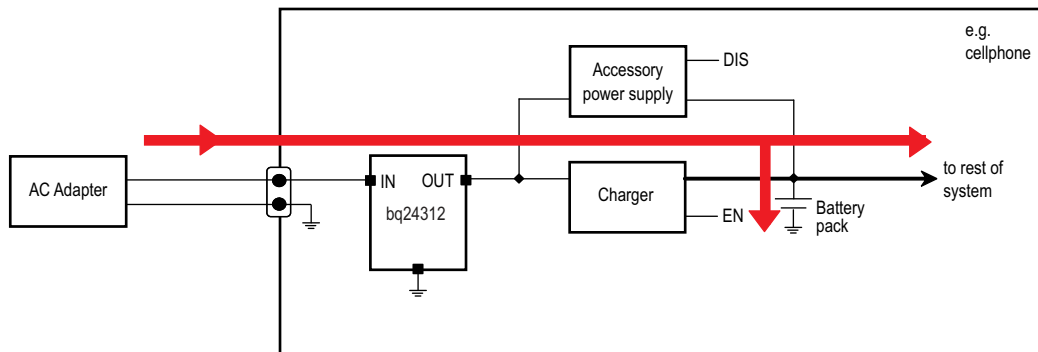 e.g.
cellphone
Accessory
power supply
DIS
AC Adapter
IN
OUT
bq24312
Charger
EN
Battery
pack
to rest of
system